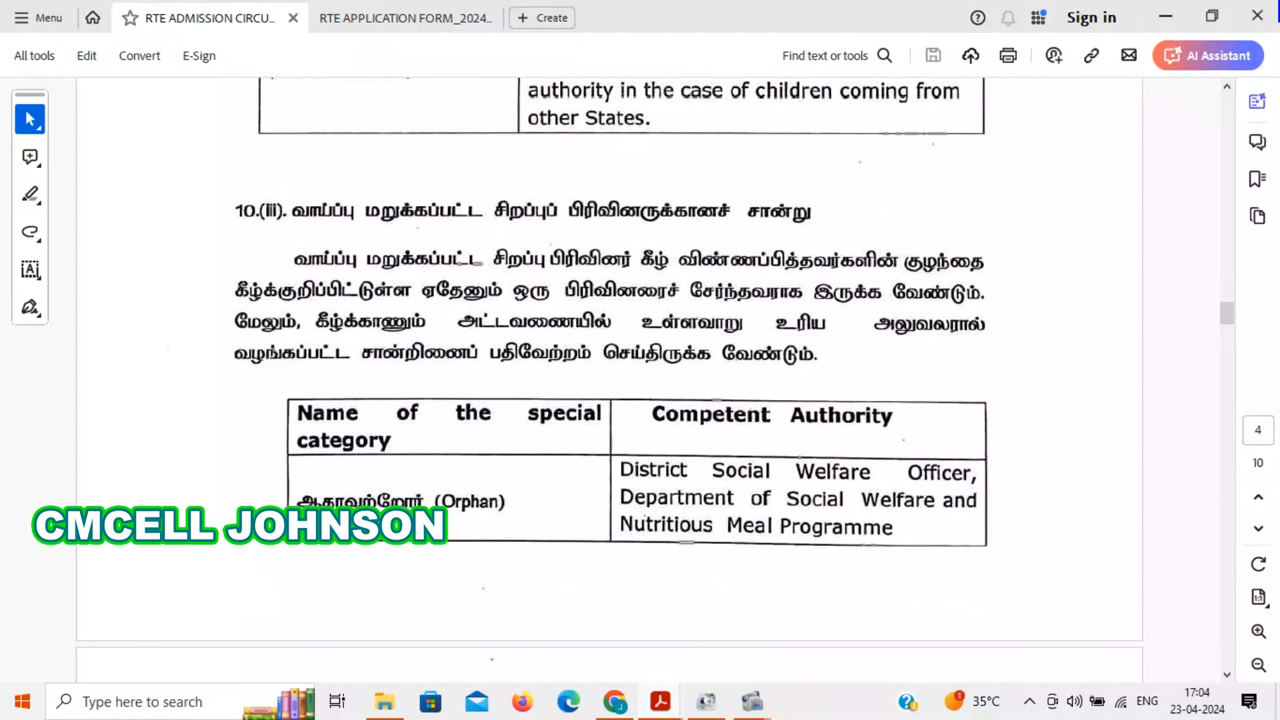 Menu
RTE ADMISSION CIRCU...
RTE APPLICATION FORM_2024...
Create
Sign in
All tools Edit Convert E-Sign
Find text or tools
AI Assistant
authority in the case of children coming from
other States.
10.(iii). வாய்ப்பு மறுக்கப்பட்ட சிறப்புப் பிரிவினருக்கானச் சான்று
வாய்ப்பு மறுக்கப்பட்ட சிறப்பு பிரிவினர் கீழ் விண்ணப்பித்தவர்களின் குழந்தை
கீழ்க்குறிப்பிட்டுள்ள ஏதேனும் ஒரு பிரிவினரைச் சேர்ந்தவராக இருக்க வேண்டும்.
மேலும், கீழ்க்காணும் அட்டவணையில் உள்ளவாறு உரிய அலுவலரால்
வழங்கப்பட்ட சான்றினைப் பதிவேற்றம் செய்திருக்க வேண்டும்.
Name of the special
category
Competent Authority
ஆதரவற்றோர் (Orphan)
District Social Welfare Officer,
Department of Social Welfare and
Nutritious Meal Programme
CMCELL JOHNSON
4
10
Type here to search
35°C
ENG
17:04
23-04-2024